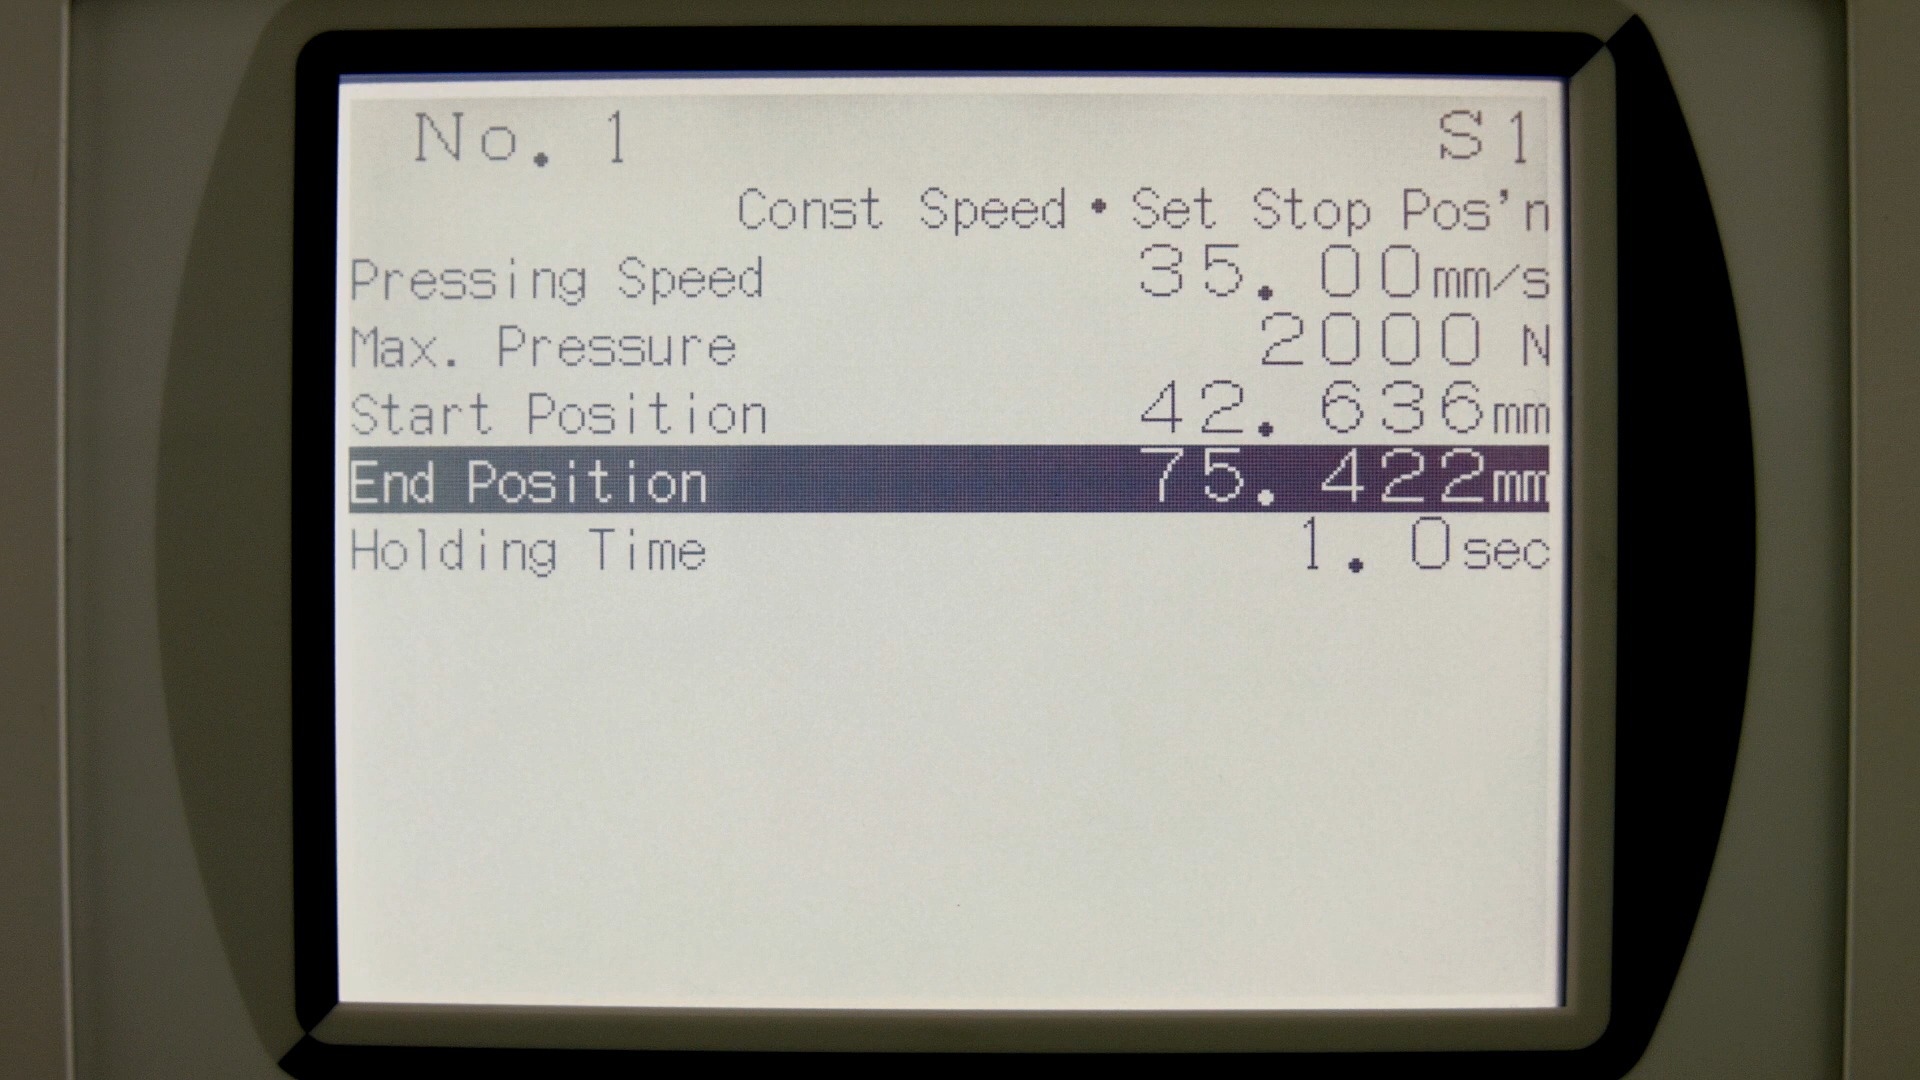 No. 1 S1
Const Speed・Set Stop Pos'n
Pressing Speed 35.00mm/s
Max. Pressure 2000 N
Start Position 42.636mm
End Position 75.422mm
Holding Time 1.0sec